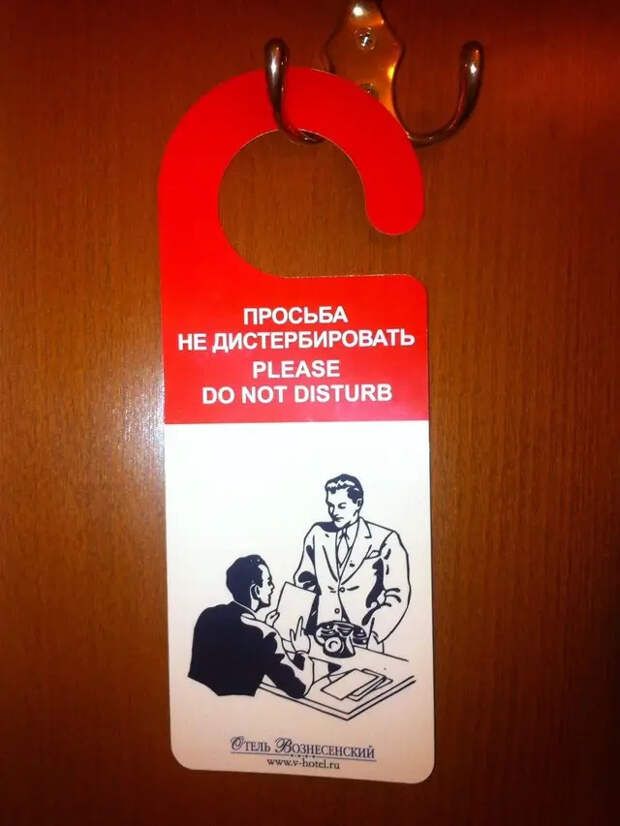 ПРОСЬБА
НЕ ДИСТЕРБИРОВАТЬ
PLEASE
DO NOT DISTURB
ОТЕЛЬ ВОЗНЕСЕНСКИЙ
www.v-hotel.ru